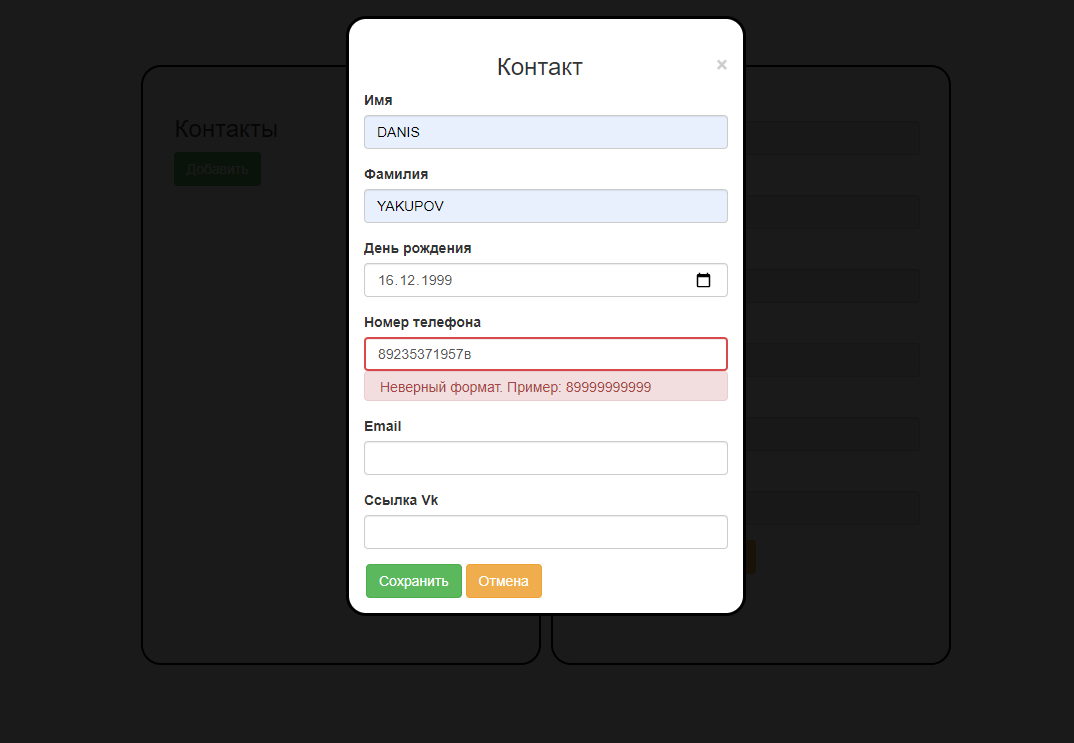 Контакт
×
Имя
DANIS
Фамилия
YAKUPOV
День рождения
16.12.1999
Номер телефона
89235371957в
Неверный формат. Пример: 89999999999
Email
Ссылка Vk
Сохранить Отмена
Контакты
Добавить